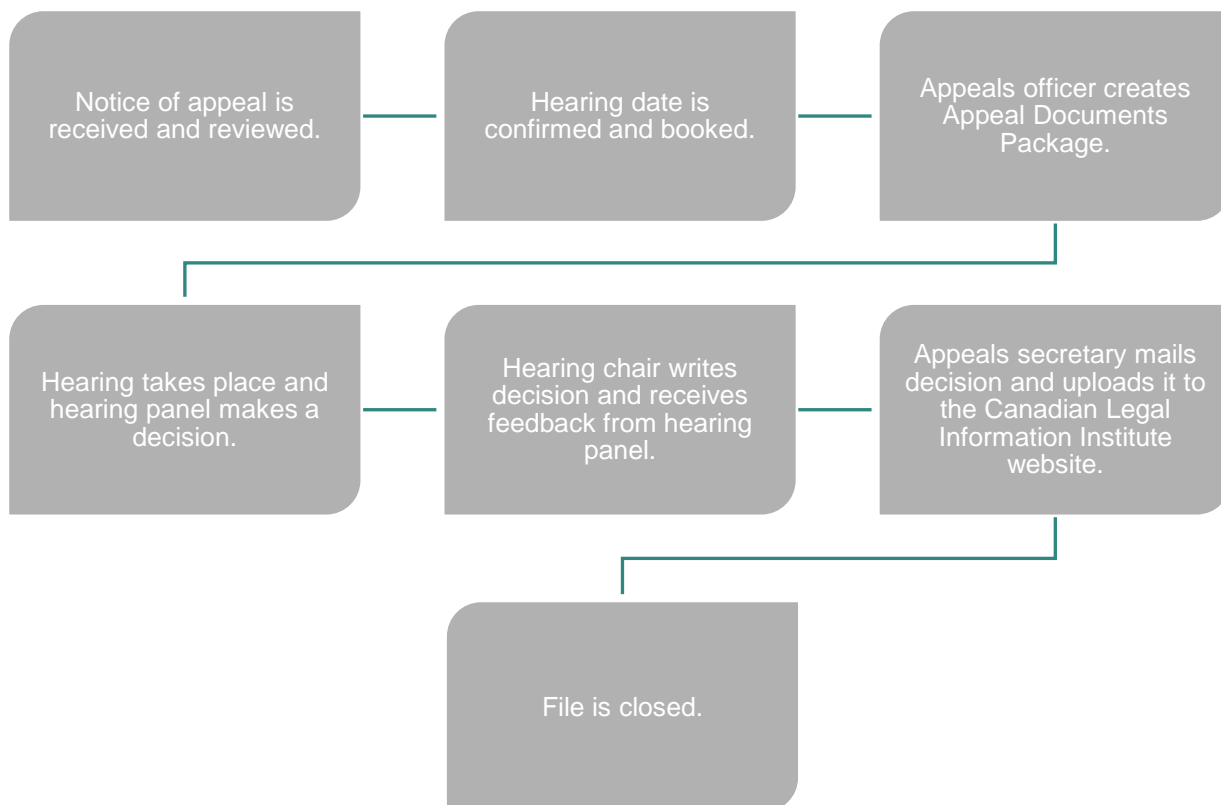 Notice of appeal is
received and reviewed.
Hearing date is
confirmed and booked.
Appeals officer creates
Appeal Documents
Package.
Hearing takes place and
hearing panel makes a
decision.
Hearing chair writes
decision and receives
feedback from hearing
panel.
Appeals secretary mails
decision and uploads it to
the Canadian Legal
Information Institute
website.
File is closed.